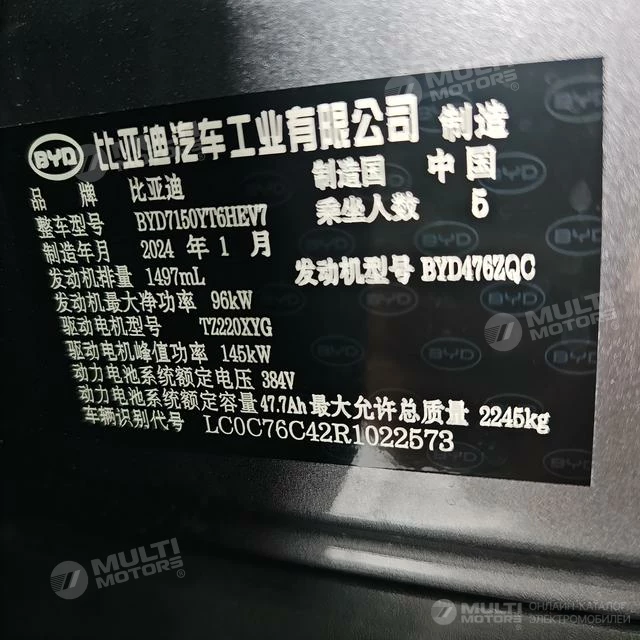 BYD 比亚迪汽车工业有限公司 制造
品牌 比亚迪 制造国 中国
整车型号 BYD7150YT6HEV7 乘坐人数 5
制造年月 2024 年 1 月
发动机排量 1497mL 发动机型号 BYD476ZQC
发动机最大净功率 96kW
驱动电机型号 TZ220XYG
驱动电机峰值功率 145kW
动力电池系统额定电压 384V
动力电池系统额定容量 47.7Ah 最大允许总质量 2245kg
车辆识别代号 LC0C76C42R1022573
MULTI MOTORS®
MULTI MOTORS®
MULTI MOTORS®
MULTI MOTORS ОНЛАЙН-КАТАЛОГ ЭЛЕКТРОМОБИЛЕЙ